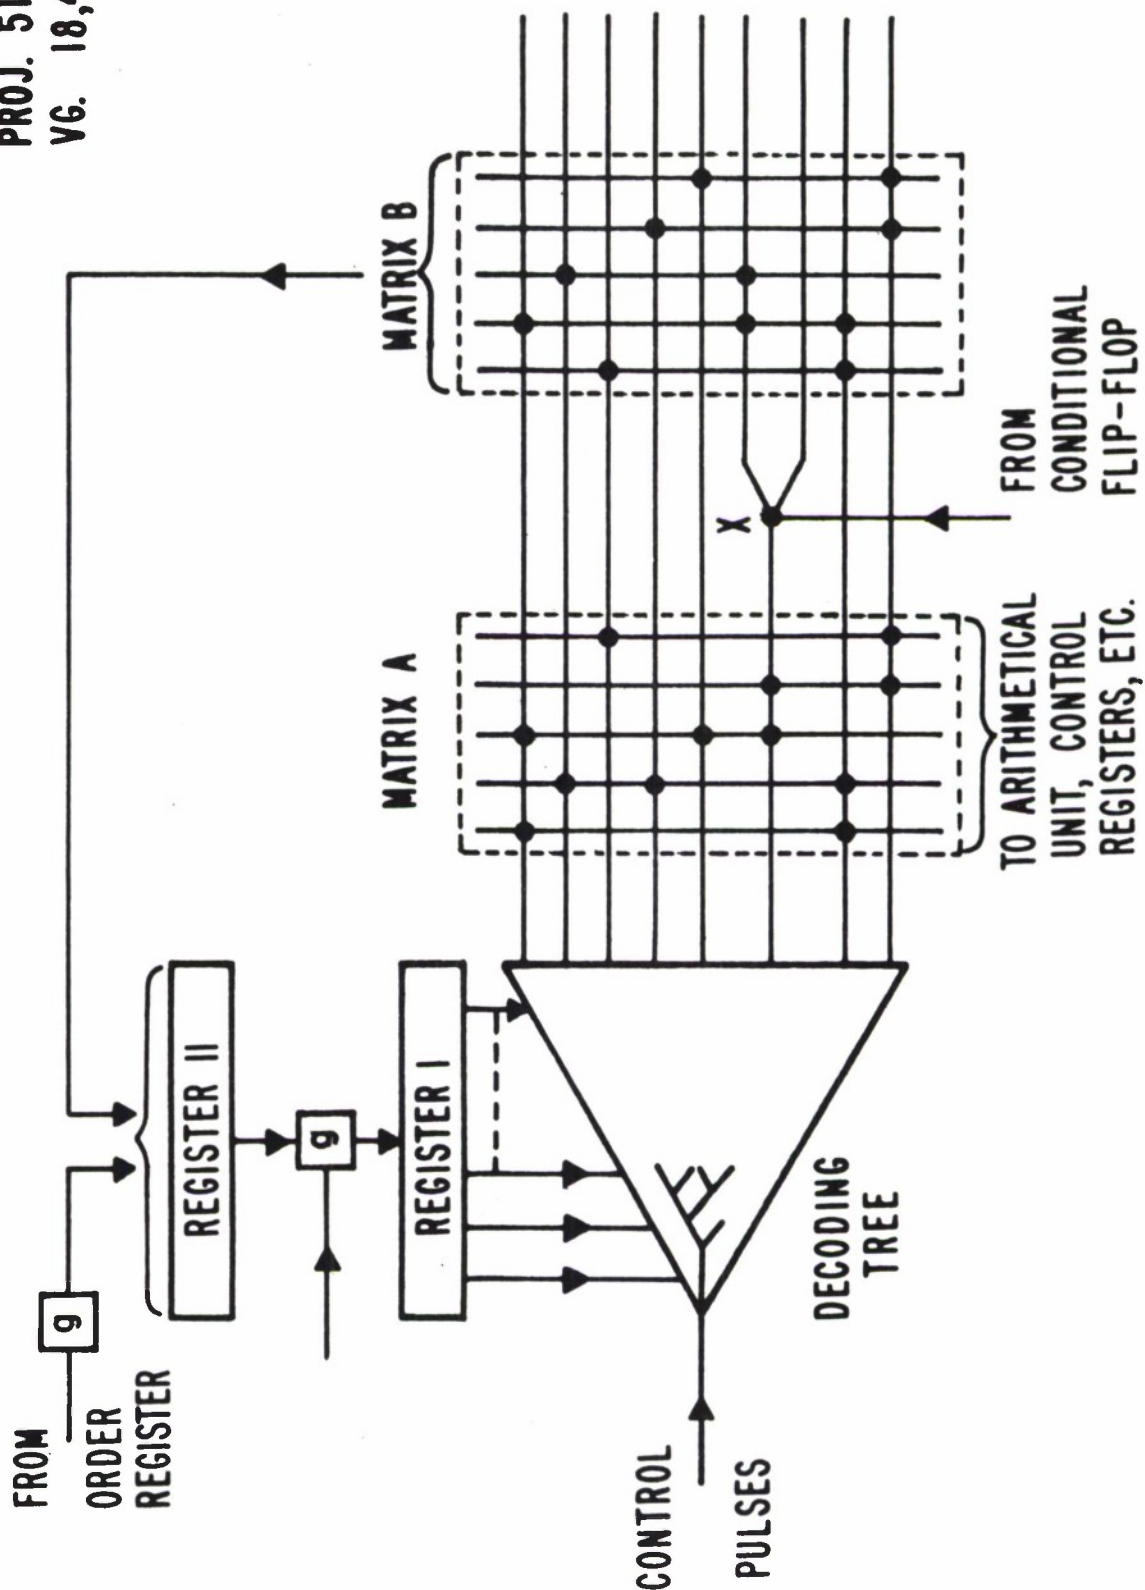 PROJ.
VG. 18,
FROM
ORDER
REGISTER
g
REGISTER II
g
REGISTER I
CONTROL
PULSES
DECODING
TREE
MATRIX A
MATRIX B
X
TO ARITHMETICAL
UNIT, CONTROL
REGISTERS, ETC.
FROM
CONDITIONAL
FLIP-FLOP